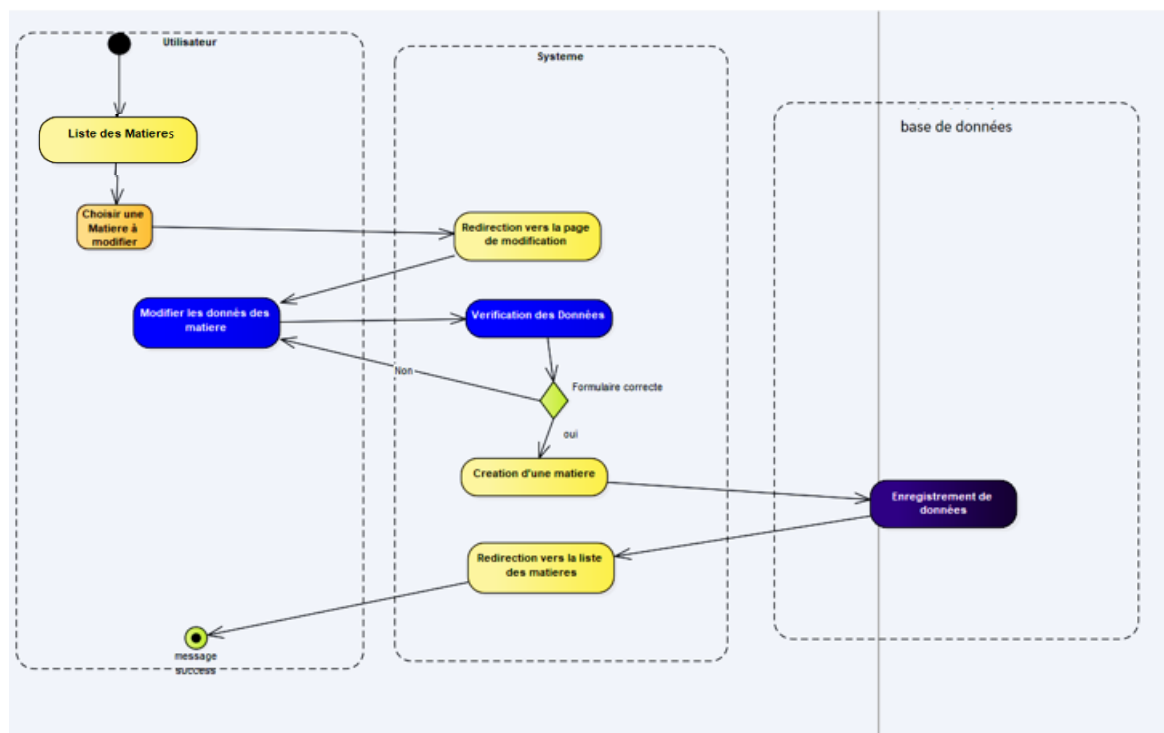 Utilisateur
Systeme
base de données
Liste des Matieres
Choisir une
Matiere à
modifier
Redirection vers la page
de modification
Modifier les donnès des
matiere
Verification des Donnèes
Non
Formulaire correcte
oui
Creation d'une matiere
Enregistrement de
données
Redirection vers la liste
des matieres
message
success